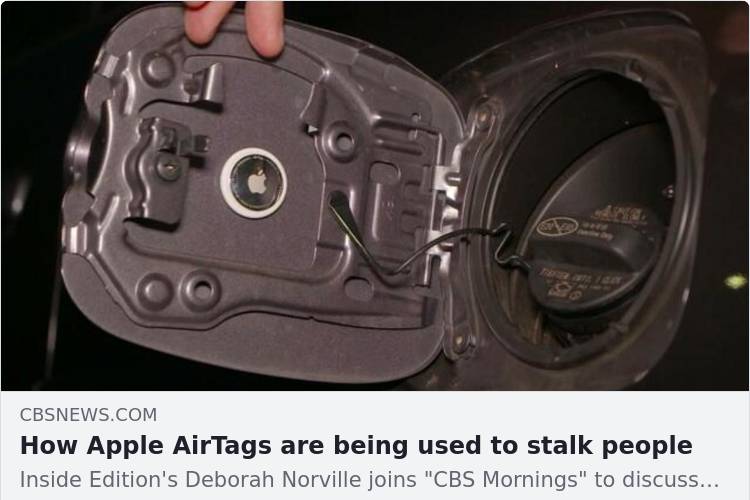 CBSNEWS.COM
How Apple AirTags are being used to stalk people
Inside Edition's Deborah Norville joins "CBS Mornings" to discuss...